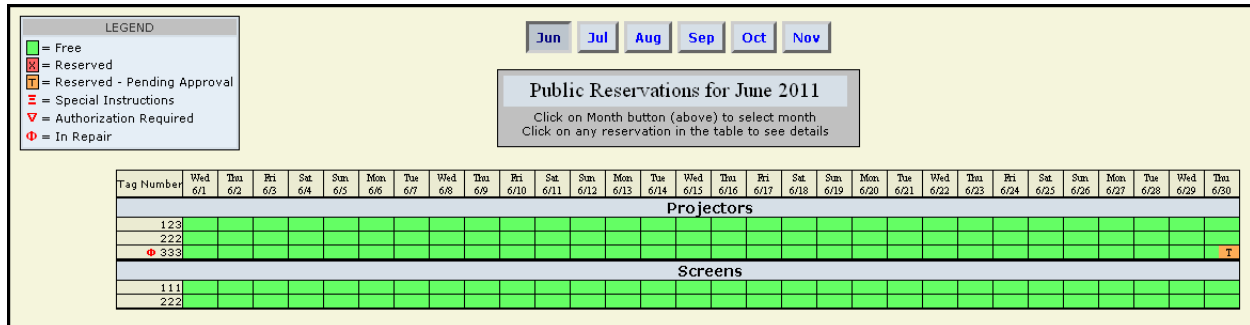 LEGEND
= Free
X = Reserved
T = Reserved - Pending Approval
Ξ = Special Instructions
∇ = Authorization Required
Φ = In Repair
Jun Jul Aug Sep Oct Nov
Public Reservations for June 2011
Click on Month button (above) to select month
Click on any reservation in the table to see details
Tag Number Wed 6/1 Thu 6/2 Fri 6/3 Sat 6/4 Sun 6/5 Mon 6/6 Tue 6/7 Wed 6/8 Thu 6/9 Fri 6/10 Sat 6/11 Sun 6/12 Mon 6/13 Tue 6/14 Wed 6/15 Thu 6/16 Fri 6/17 Sat 6/18 Sun 6/19 Mon 6/20 Tue 6/21 Wed 6/22 Thu 6/23 Fri 6/24 Sat 6/25 Sun 6/26 Mon 6/27 Tue 6/28 Wed 6/29 Thu 6/30
Projectors
123
222
Φ 333 T
Screens
111
222